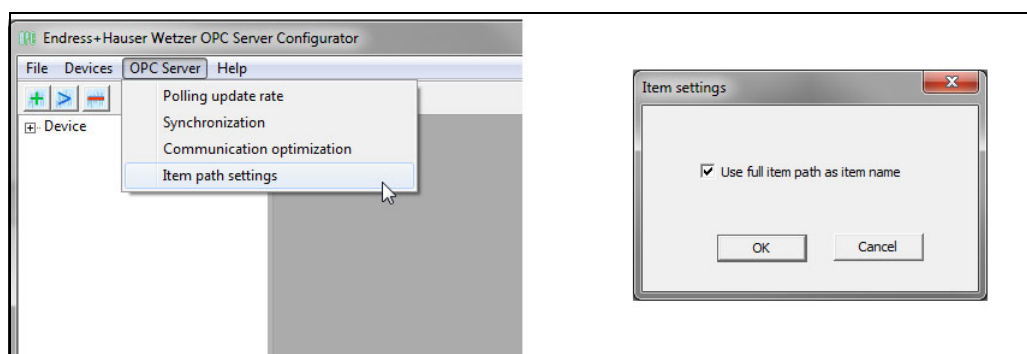 Endress+Hauser Wetzer OPC Server Configurator
File Devices OPC Server Help
Polling update rate
Synchronization
Communication optimization
Item path settings
Device
Item settings
Use full item path as item name
OK Cancel